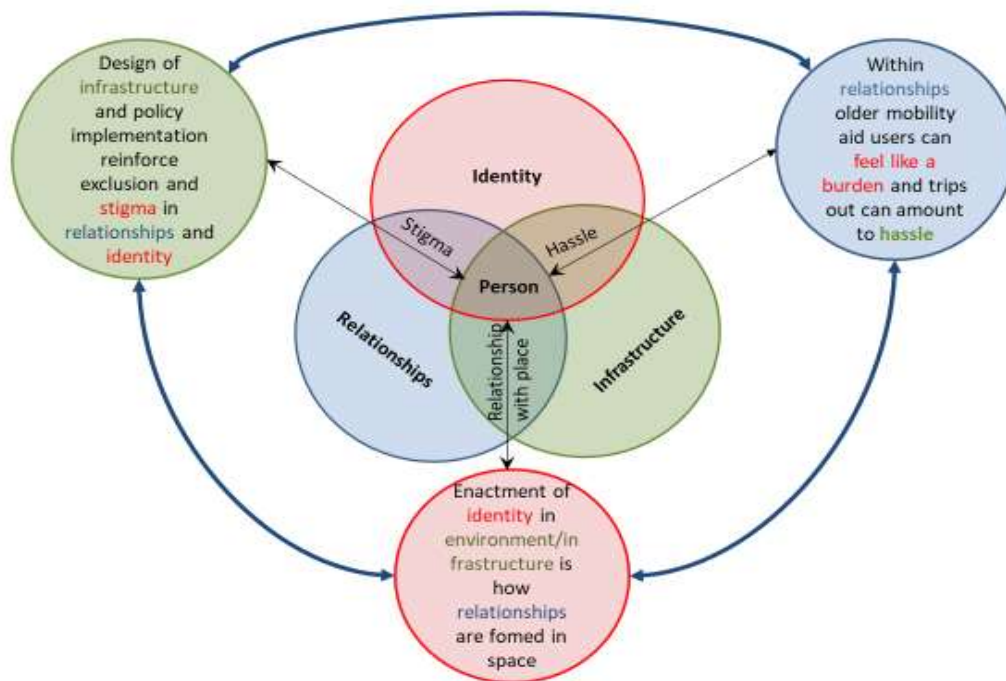 Design of
infrastructure
and policy
implementation
reinforce
exclusion and
stigma in
relationships and
identity
Within
relationships
older mobility
aid users can
feel like a
burden and trips
out can amount
to hassle
Identity
Stigma
Hassle
Person
Relationships
Relationship
with place
Infrastructure
Enactment of
identity in
environment/in
frastructure is
how
relationships
are fomed in
space